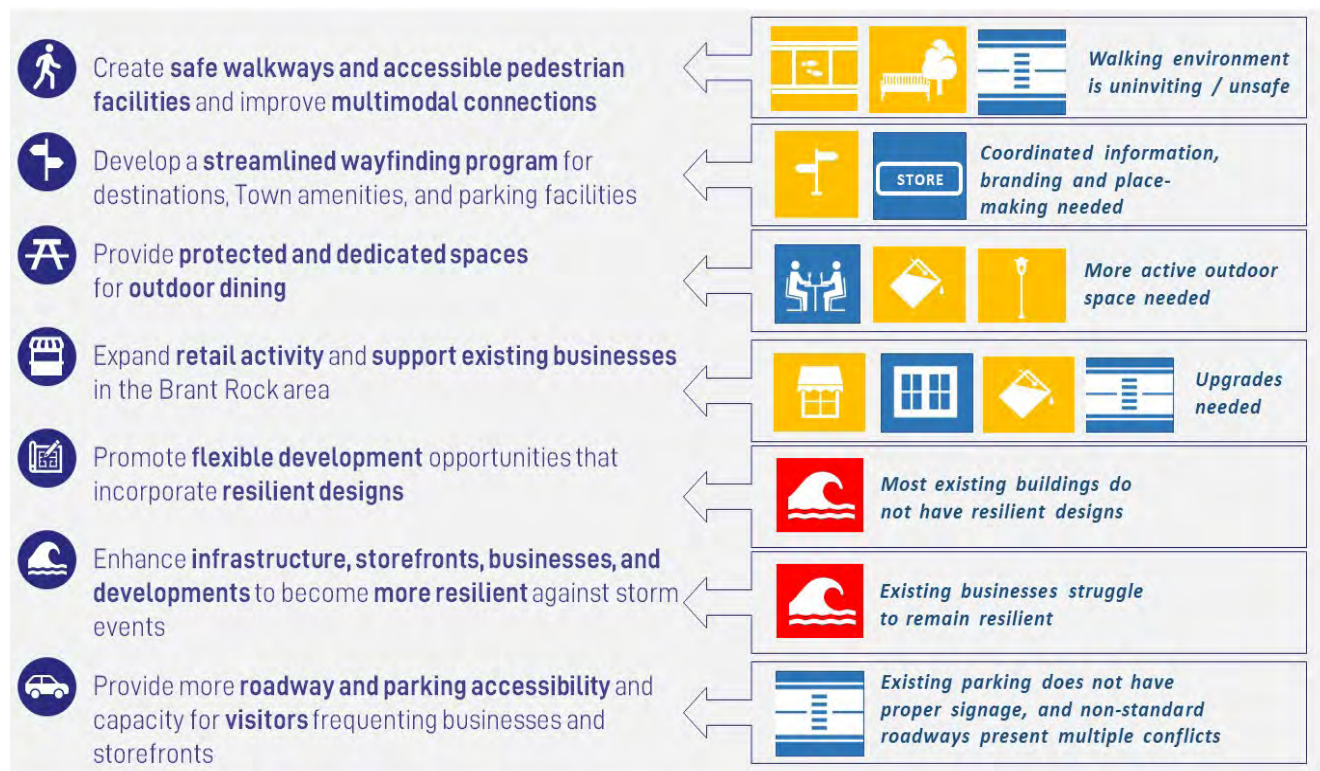 Create safe walkways and accessible pedestrian
facilities and improve multimodal connections
Walking environment
is uninviting / unsafe
Develop a streamlined wayfinding program for
destinations, Town amenities, and parking facilities
STORE
Coordinated information,
branding and place-
making needed
Provide protected and dedicated spaces
for outdoor dining
More active outdoor
space needed
Expand retail activity and support existing businesses
in the Brant Rock area
Upgrades
needed
Promote flexible development opportunities that
incorporate resilient designs
Most existing buildings do
not have resilient designs
Enhance infrastructure, storefronts, businesses, and
developments to become more resilient against storm
events
Existing businesses struggle
to remain resilient
Provide more roadway and parking accessibility and
capacity for visitors frequenting businesses and
storefronts
Existing parking does not have
proper signage, and non-standard
roadways present multiple conflicts